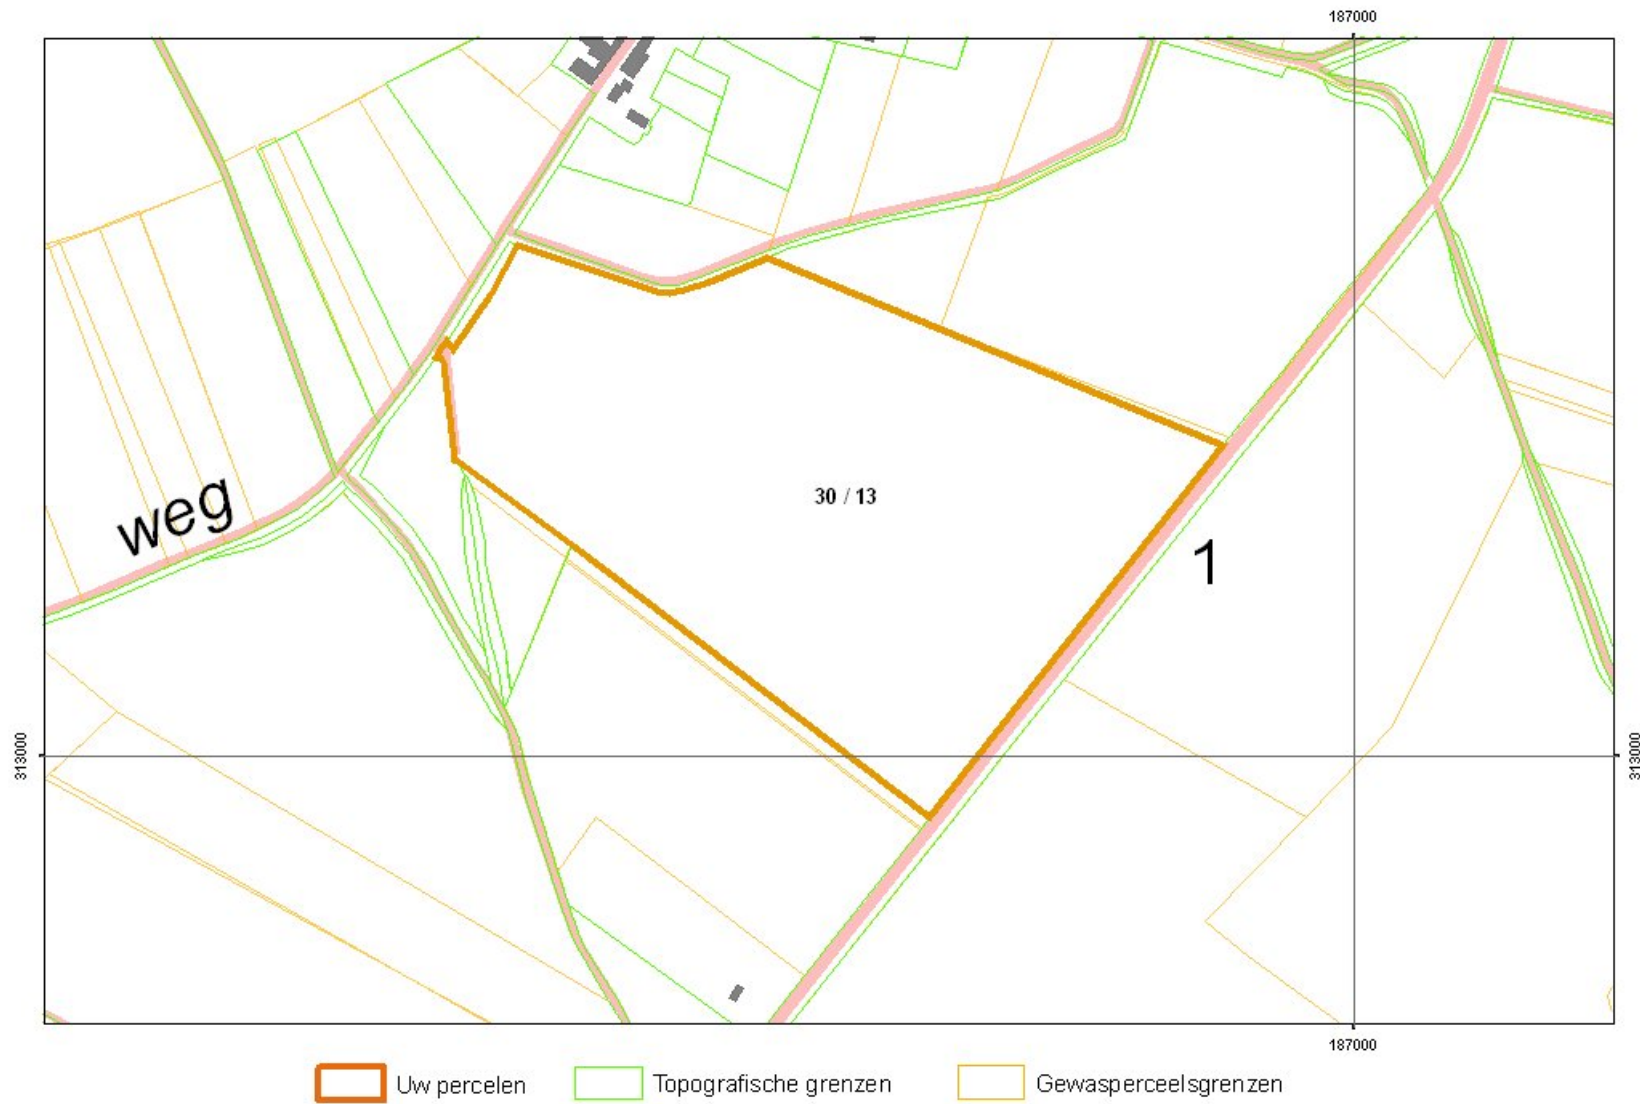 187000
30 / 13
weg
1
313000
313000
187000
Uw percelen
Topografische grenzen
Gewasperceelsgrenzen